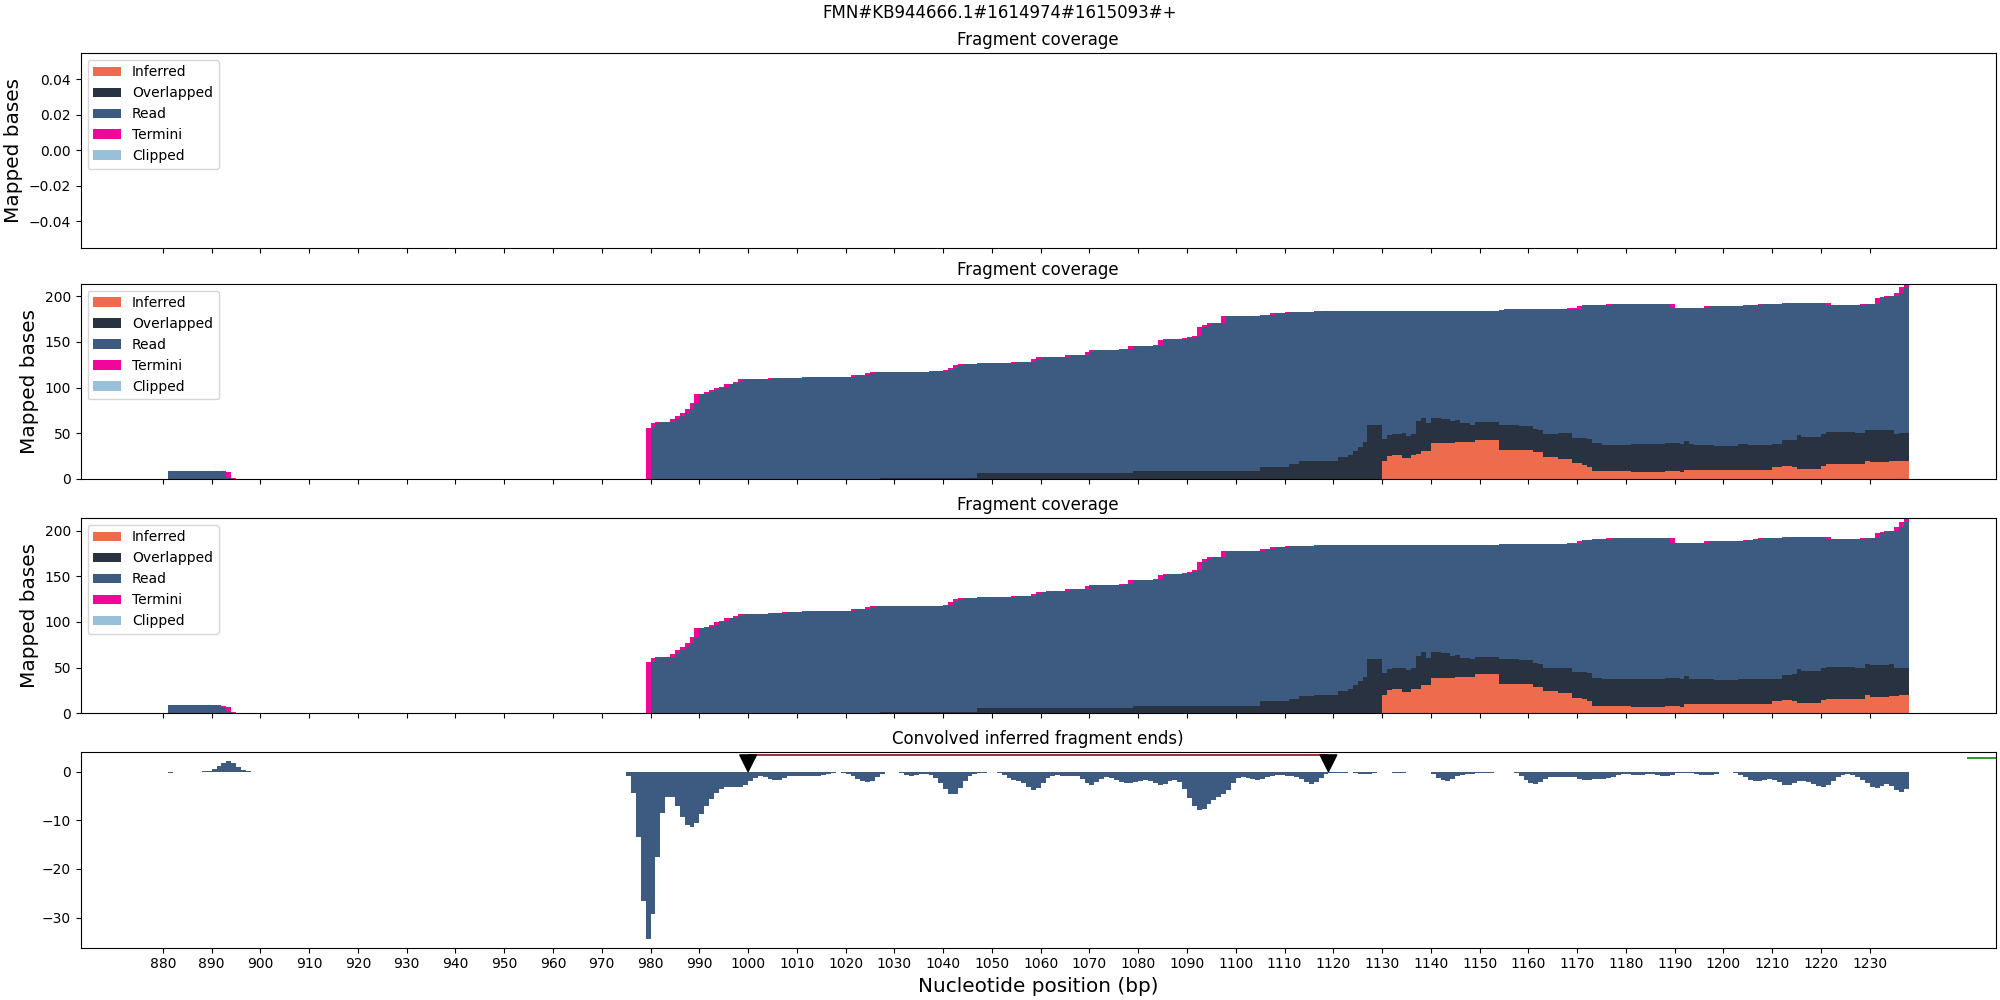 FMN#KB944666.1#1614974#1615093#+
Fragment coverage
Mapped bases
0.04
0.02
0.00
−0.02
−0.04
Inferred
Overlapped
Read
Termini
Clipped
Fragment coverage
Mapped bases
200
150
100
50
0
Inferred
Overlapped
Read
Termini
Clipped
Fragment coverage
Mapped bases
200
150
100
50
0
Inferred
Overlapped
Read
Termini
Clipped
Convolved inferred fragment ends)
0
−10
−20
−30
880 890 900 910 920 930 940 950 960 970 980 990 1000 1010 1020 1030 1040 1050 1060 1070 1080 1090 1100 1110 1120 1130 1140 1150 1160 1170 1180 1190 1200 1210 1220 1230
Nucleotide position (bp)